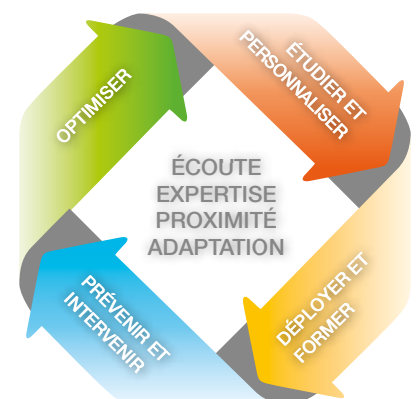 OPTIMISER
ÉTUDIER ET
PERSONNALISER
ÉCOUTE
EXPERTISE
PROXIMITÉ
ADAPTATION
PRÉVENIR ET
INTERVENIR
DÉPLOYER ET
FORMER